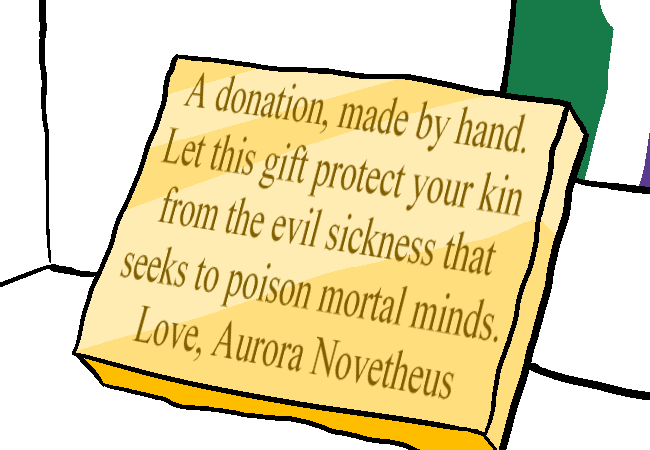 A donation, made by hand.
Let this gift protect your kin
from the evil sickness that
seeks to poison mortal minds.
Love, Aurora Novetheus